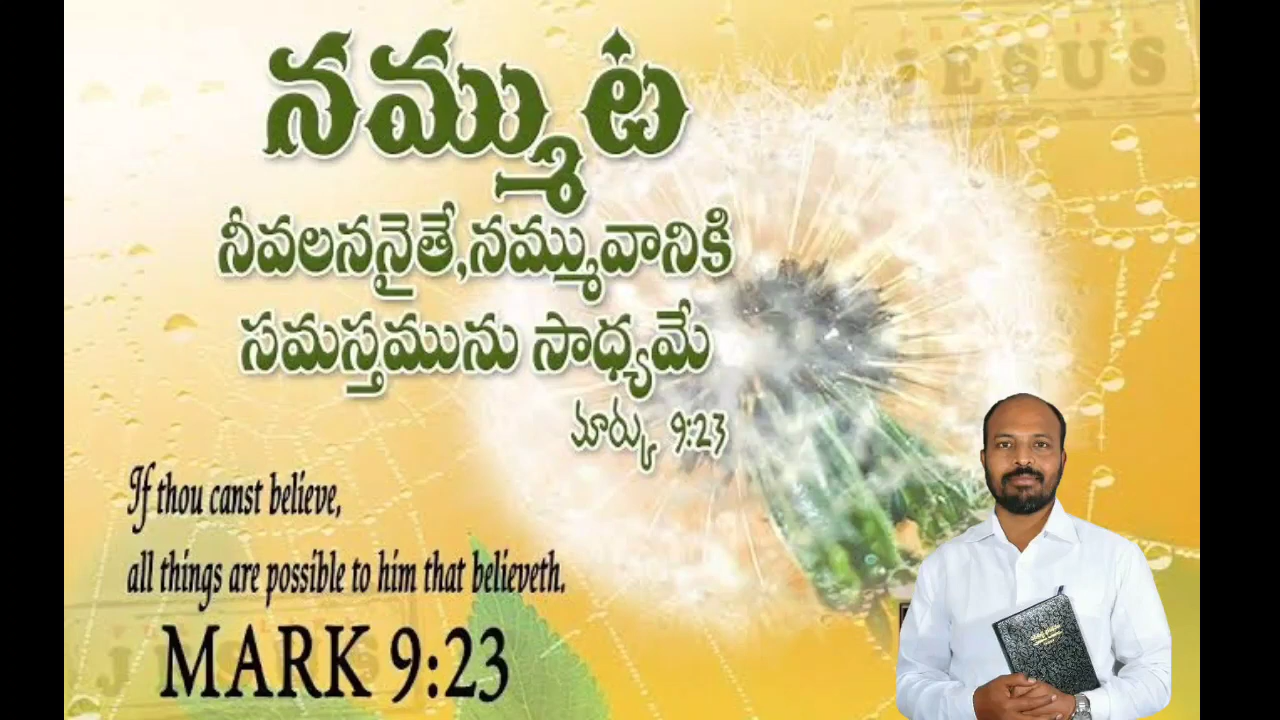 JESUS
నమ్ముట
నీవలననైతే,నమ్మువానికి
సమస్తమును సాధ్యమే
మార్కు 9:23
If thou canst believe,
all things are possible to him that believeth.
MARK 9:23